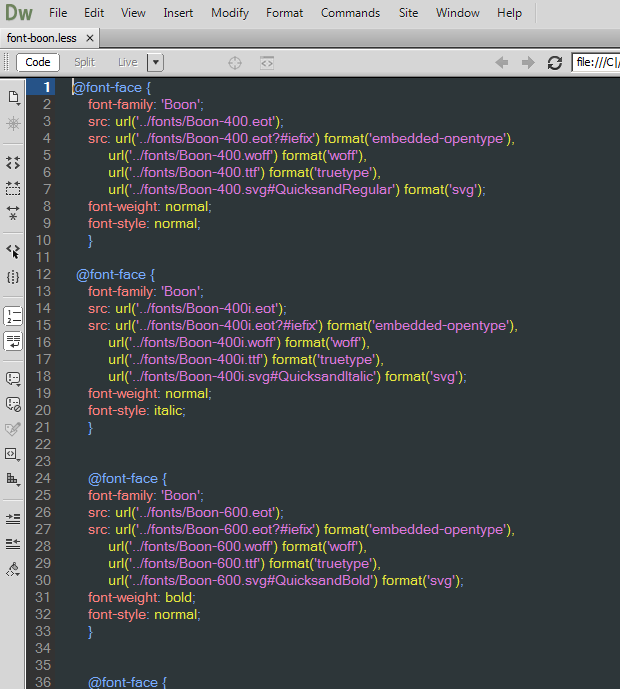 Dw File Edit View Insert Modify Format Commands Site Window Help
font-boon.less ×
Code Split Live ▼ file:///C|/
1 @font-face {
2 font-family: 'Boon';
3 src: url('../fonts/Boon-400.eot');
4 src: url('../fonts/Boon-400.eot?#iefix') format('embedded-opentype'),
5 url('../fonts/Boon-400.woff') format('woff'),
6 url('../fonts/Boon-400.ttf') format('truetype'),
7 url('../fonts/Boon-400.svg#QuicksandRegular') format('svg');
8 font-weight: normal;
9 font-style: normal;
10 }
11
12 @font-face {
13 font-family: 'Boon';
14 src: url('../fonts/Boon-400i.eot');
15 src: url('../fonts/Boon-400i.eot?#iefix') format('embedded-opentype'),
16 url('../fonts/Boon-400i.woff') format('woff'),
17 url('../fonts/Boon-400i.ttf') format('truetype'),
18 url('../fonts/Boon-400i.svg#QuicksandItalic') format('svg');
19 font-weight: normal;
20 font-style: italic;
21 }
22
23
24 @font-face {
25 font-family: 'Boon';
26 src: url('../fonts/Boon-600.eot');
27 src: url('../fonts/Boon-600.eot?#iefix') format('embedded-opentype'),
28 url('../fonts/Boon-600.woff') format('woff'),
29 url('../fonts/Boon-600.ttf') format('truetype'),
30 url('../fonts/Boon-600.svg#QuicksandBold') format('svg');
31 font-weight: bold;
32 font-style: normal;
33 }
34
35
36 @font-face {